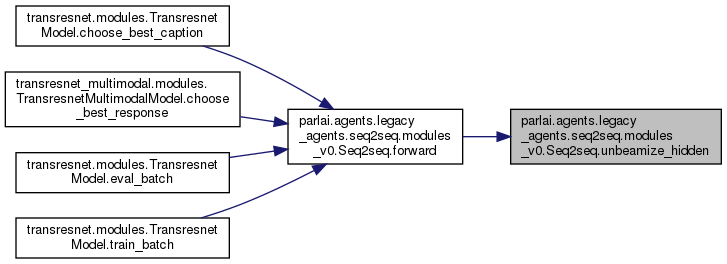 transresnet.modules.Transresnet
Model.choose_best_caption
transresnet_multimodal.modules.
TransresnetMultimodalModel.choose
_best_response
transresnet.modules.Transresnet
Model.eval_batch
transresnet.modules.Transresnet
Model.train_batch
parlai.agents.legacy
_agents.seq2seq.modules
_v0.Seq2seq.forward
parlai.agents.legacy
_agents.seq2seq.modules
_v0.Seq2seq.unbeamize_hidden